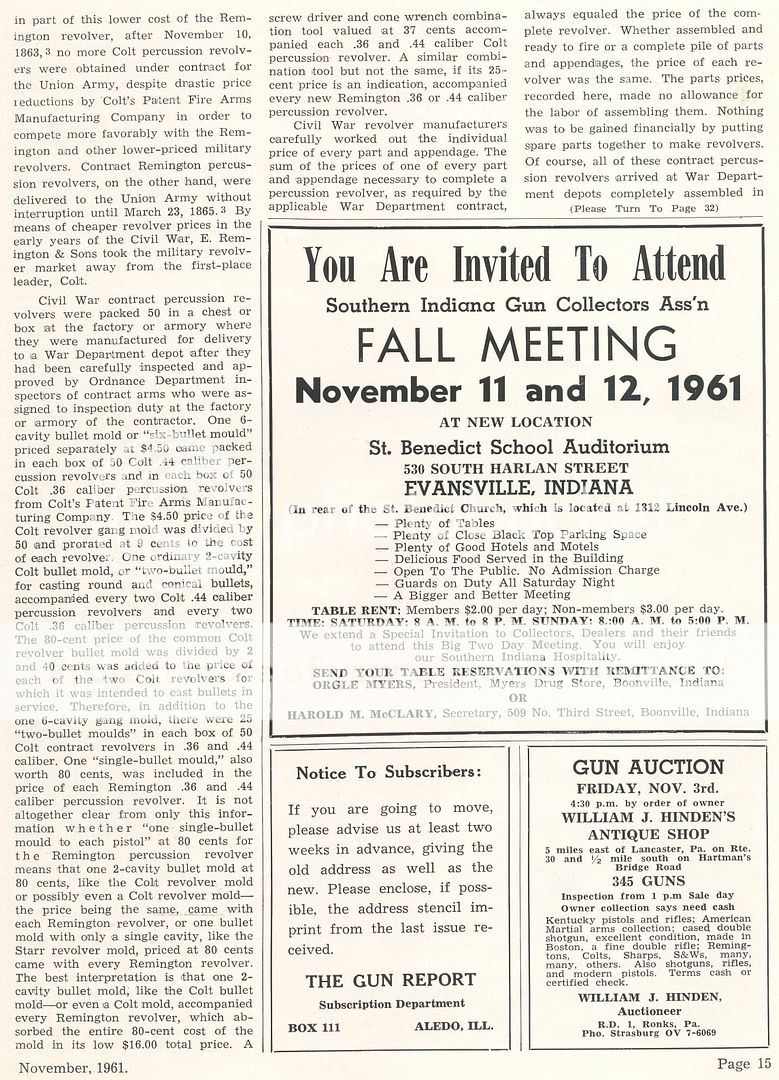 in part of this lower cost of the Rem-
ington revolver, after November 10,
1863,³ no more Colt percussion revolv-
ers were obtained under contract for
the Union Army, despite drastic price
reductions by Colt's Patent Fire Arms
Manufacturing Company in order to
compete more favorably with the Rem-
ington and other lower-priced military
revolvers. Contract Remington percus-
sion revolvers, on the other hand, were
delivered to the Union Army without
interruption until March 23, 1865.³ By
means of cheaper revolver prices in the
early years of the Civil War, E. Rem-
ington & Sons took the military revolv-
er market away from the first-place
leader, Colt.
Civil War contract percussion re-
volvers were packed 50 in a chest or
box at the factory or armory where
they were manufactured for delivery
to a War Department depot after they
had been carefully inspected and ap-
proved by Ordnance Department in-
spectors of contract arms who were as-
signed to inspection duty at the factory
or armory of the contractor. One 6-
cavity bullet mold or "six-bullet mould"
priced separately at $4.50 came packed
in each box of 50 Colt .44 caliber per-
cussion revolvers and in each box of 50
Colt .36 caliber percussion revolvers
from Colt's Patent Fire Arms Manufac-
turing Company. The $4.50 price of the
Colt revolver gang mold was divided by
50 and prorated at 9 cents to the cost
of each revolver. One ordinary 2-cavity
Colt bullet mold, or "two-bullet mould,"
for casting round and conical bullets,
accompanied every two Colt .44 caliber
percussion revolvers and every two
Colt .36 caliber percussion revolvers.
The 80-cent price of the common Colt
revolver bullet mold was divided by 2
and 40 cents was added to the price of
each of the two Colt revolvers for
which it was intended to cast bullets in
service. Therefore, in addition to the
one 6-cavity gang mold, there were 25
"two-bullet moulds" in each box of 50
Colt contract revolvers in .36 and .44
caliber. One "single-bullet mould," also
worth 80 cents, was included in the
price of each Remington .36 and .44
caliber percussion revolver. It is not
altogether clear from only this infor-
mation whether "one single-bullet
mould to each pistol" at 80 cents for
the Remington percussion revolver
means that one 2-cavity bullet mold at
80 cents, like the Colt revolver mold
or possibly even a Colt revolver mold—
the price being the same, came with
each Remington revolver, or one bullet
mold with only a single cavity, like the
Starr revolver mold, priced at 80 cents
came with every Remington revolver.
The best interpretation is that one 2-
cavity bullet mold, like the Colt bullet
mold—or even a Colt mold, accompanied
every Remington revolver, which ab-
sorbed the entire 80-cent cost of the
mold in its low $16.00 total price. A
screw driver and cone wrench combina-
tion tool valued at 37 cents accom-
panied each .36 and .44 caliber Colt
percussion revolver. A similar combi-
nation tool but not the same, if its 25-
cent price is an indication, accompanied
every new Remington .36 or .44 caliber
percussion revolver.
Civil War revolver manufacturers
carefully worked out the individual
price of every part and appendage. The
sum of the prices of one of every part
and appendage necessary to complete a
percussion revolver, as required by the
applicable War Department contract,
always equaled the price of the com-
plete revolver. Whether assembled and
ready to fire or a complete pile of parts
and appendages, the price of each re-
volver was the same. The parts prices,
recorded here, made no allowance for
the labor of assembling them. Nothing
was to be gained financially by putting
spare parts together to make revolvers.
Of course, all of these contract percus-
sion revolvers arrived at War Depart-
ment depots completely assembled in
(Please Turn To Page 32)
You Are Invited To Attend
Southern Indiana Gun Collectors Ass'n
FALL MEETING
November 11 and 12, 1961
AT NEW LOCATION
St. Benedict School Auditorium
530 SOUTH HARLAN STREET
EVANSVILLE, INDIANA
(In rear of the St. Benedict Church, which is located at 1312 Lincoln Ave.)
— Plenty of Tables
— Plenty of Close Black Top Parking Space
— Plenty of Good Hotels and Motels
— Delicious Food Served in the Building
— Open To The Public. No Admission Charge
— Guards on Duty All Saturday Night
— A Bigger and Better Meeting
TABLE RENT: Members $2.00 per day; Non-members $3.00 per day.
TIME: SATURDAY: 8 A. M. to 8 P. M. SUNDAY: 8.:00 A. M. to 5:00 P. M.
We extend a Special Invitation to Collectors, Dealers and their friends
to attend this Big Two Day Meeting. You will enjoy
our Southern Indiana Hospitality.
SEND YOUR TABLE RESERVATIONS WITH REMITTANCE TO:
ORGLE MYERS, President, Myers Drug Store, Boonville, Indiana
OR
HAROLD M. McCLARY, Secretary, 509 No. Third Street, Boonville, Indiana
Notice To Subscribers:
If you are going to move,
please advise us at least two
weeks in advance, giving the
old address as well as the
new. Please enclose, if poss-
ible, the address stencil im-
print from the last issue re-
ceived.
THE GUN REPORT
Subscription Department
BOX 111 ALEDO, ILL.
GUN AUCTION
FRIDAY, NOV. 3rd.
4:30 p.m. by order of owner
WILLIAM J. HINDEN'S
ANTIQUE SHOP
5 miles east of Lancaster, Pa. on Rte.
30 and ½ mile south on Hartman's
Bridge Road
345 GUNS
Inspection from 1 p.m Sale day
Owner collection says need cash
Kentucky pistols and rifles; American
Martial arms collection; cased double
shotgun, excellent condition, made in
Boston, a fine double rifle; Reming-
tons, Colts, Sharps, S&Ws, many,
many, others. Also shotguns, rifles,
and modern pistols. Terms cash or
certified check.
WILLIAM J. HINDEN,
Auctioneer
R.D. 1, Ronks, Pa.
Pho. Strasburg OV 7-6069
November, 1961.
Page 15